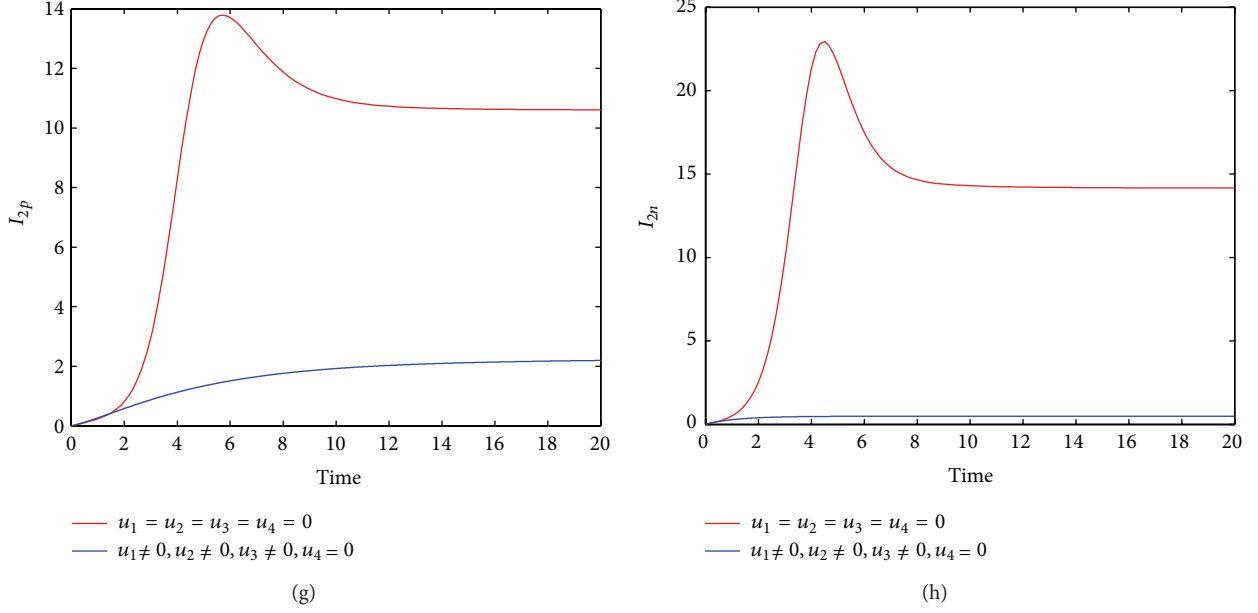 14
12
10
8
6
4
2
0
I₂ₚ
0 2 4 6 8 10 12 14 16 18 20
Time
u₁ = u₂ = u₃ = u₄ = 0
u₁ ≠ 0, u₂ ≠ 0, u₃ ≠ 0, u₄ = 0
(g)
25
20
15
10
5
0
I₂ₙ
0 2 4 6 8 10 12 14 16 18 20
Time
u₁ = u₂ = u₃ = u₄ = 0
u₁ ≠ 0, u₂ ≠ 0, u₃ ≠ 0, u₄ = 0
(h)